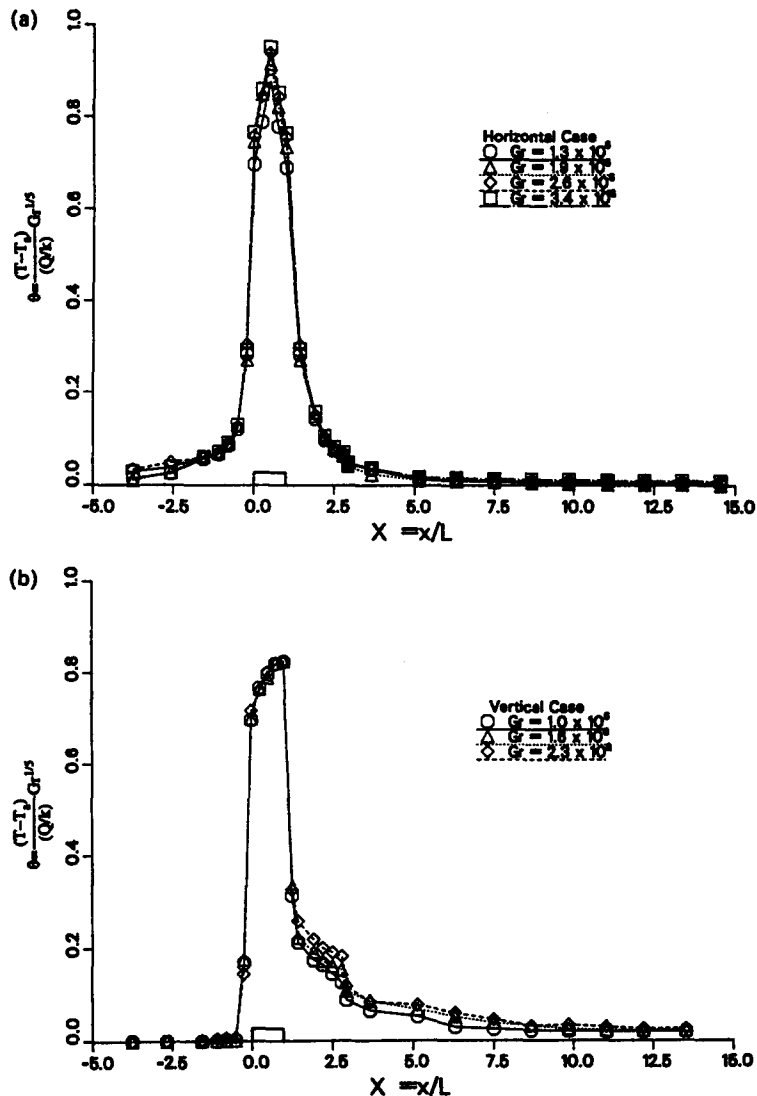 (a)
1.0
0.8
0.6
0.4
0.2
0.0
θ=(T-Tₐ)/(Q/k) Gr^1/5
Horizontal Case
Gr = 1.3 x 10
Gr = 1.9 x 10
Gr = 2.6 x 10
Gr = 3.4 x 10
-5.0 -2.5 0.0 2.5 5.0 7.5 10.0 12.5 15.0
X =x/L
(b)
1.0
0.8
0.6
0.4
0.2
0.0
θ=(T-Tₐ)/(Q/k) Gr^1/5
Vertical Case
Gr = 1.0 x 10
Gr = 1.6 x 10
Gr = 2.3 x 10
-5.0 -2.5 0.0 2.5 5.0 7.5 10.0 12.5 15.0
X =x/L